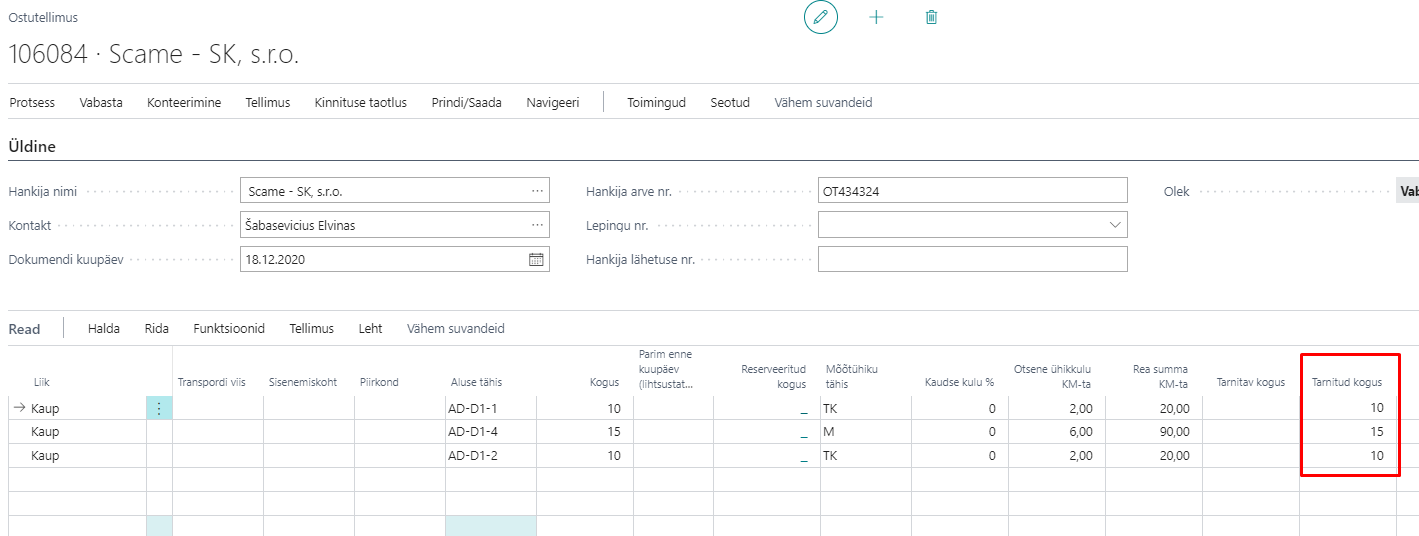 Ostutellimus
106084 · Scame - SK, s.r.o.
Protsess Vabasta Konteerimine Tellimus Kinnituse taotlus Prindi/Saada Navigeeri Toimingud Seotud Vähem suvandeid
Üldine
Hankija nimi Scame - SK, s.r.o. Hankija arve nr. OT434324 Olek Vab
Kontakt Šabasevicius Elvinas Lepingu nr.
Dokumendi kuupäev 18.12.2020 Hankija lähetuse nr.
Read Halda Rida Funktsioonid Tellimus Leht Vähem suvandeid
Liik Transpordi viis Sisenemiskoht Piirkond Aluse tähis Kogus Parim enne kuupäev (lihtsustat... Reserveeritud kogus Mõõtühiku tähis Kaudse kulu % Otsene ühikkulu KM-ta Rea summa KM-ta Tarnitav kogus Tarnitud kogus
Kaup AD-D1-1 10 _ TK 0 2,00 20,00 10
Kaup AD-D1-4 15 _ M 0 6,00 90,00 15
Kaup AD-D1-2 10 _ TK 0 2,00 20,00 10